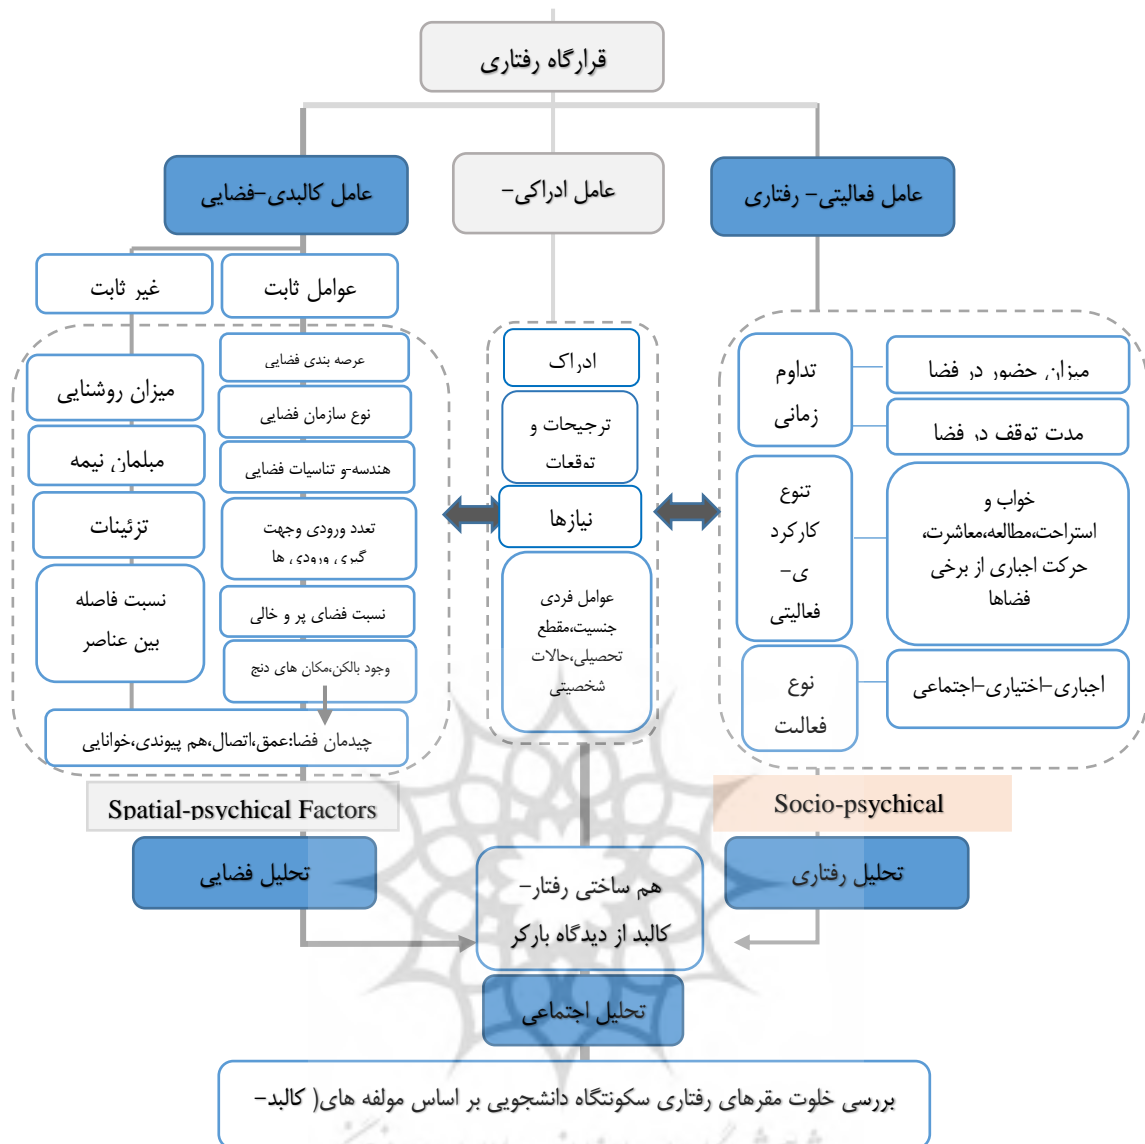 قرارگاه رفتاری
عامل فعالیتی- رفتاری
عامل ادراکی-
عامل کالبدی-فضایی
عوامل ثابت
غیر ثابت
تداوم
زمانی
میزان حضور در فضا
مدت توقف در فضا
تنوع
کارکرد
ی-
فعالیتی
خواب و
استراحت،مطالعه،معاشرت،
حرکت اجباری از برخی
فضاها
نوع
فعالیت
اجباری-اختیاری-اجتماعی
ادراک
ترجیحات و
توقعات
نیازها
عوامل فردی
جنسیت،مقطع
تحصیلی،حالات
شخصیتی
عرصه بندی فضایی
نوع سازمان فضایی
هندسه-و تناسبات فضایی
تعدد ورودی وجهت
گیری ورودی ها
نسبت فضای پر و خالی
وجود بالکن،مکان های دنج
میزان روشنایی
مبلمان نیمه
تزئینات
نسبت فاصله
بین عناصر
چیدمان فضا:عمق،اتصال،هم پیوندی،خوانایی
Socio-psychical
Spatial-psychical Factors
تحلیل رفتاری
هم ساختی رفتار-
کالبد از دیدگاه بارکر
تحلیل فضایی
تحلیل اجتماعی
بررسی خلوت مقرهای رفتاری سکونتگاه دانشجویی بر اساس مولفه های( کالبد-